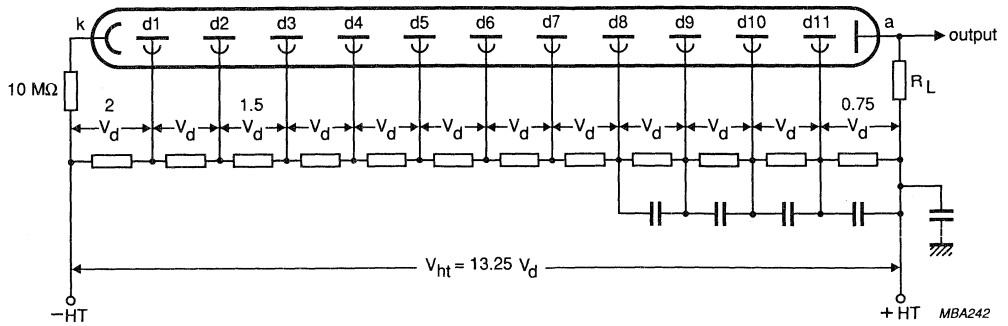 k d1 d2 d3 d4 d5 d6 d7 d8 d9 d10 d11 a
output
10 MΩ
R_L
2 1.5 0.75
V_d V_d V_d V_d V_d V_d V_d V_d V_d V_d V_d V_d
V_ht = 13.25 V_d
−HT + HT MBA242